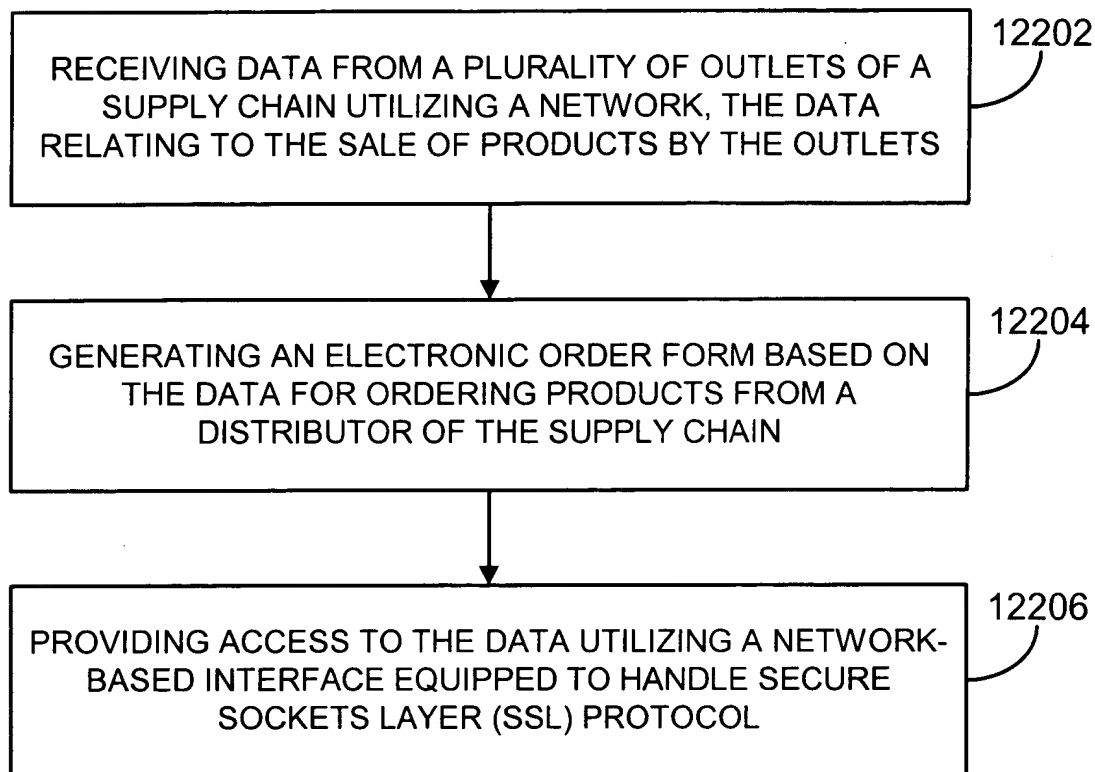 12202
RECEIVING DATA FROM A PLURALITY OF OUTLETS OF A
SUPPLY CHAIN UTILIZING A NETWORK, THE DATA
RELATING TO THE SALE OF PRODUCTS BY THE OUTLETS
12204
GENERATING AN ELECTRONIC ORDER FORM BASED ON
THE DATA FOR ORDERING PRODUCTS FROM A
DISTRIBUTOR OF THE SUPPLY CHAIN
12206
PROVIDING ACCESS TO THE DATA UTILIZING A NETWORK-
BASED INTERFACE EQUIPPED TO HANDLE SECURE
SOCKETS LAYER (SSL) PROTOCOL